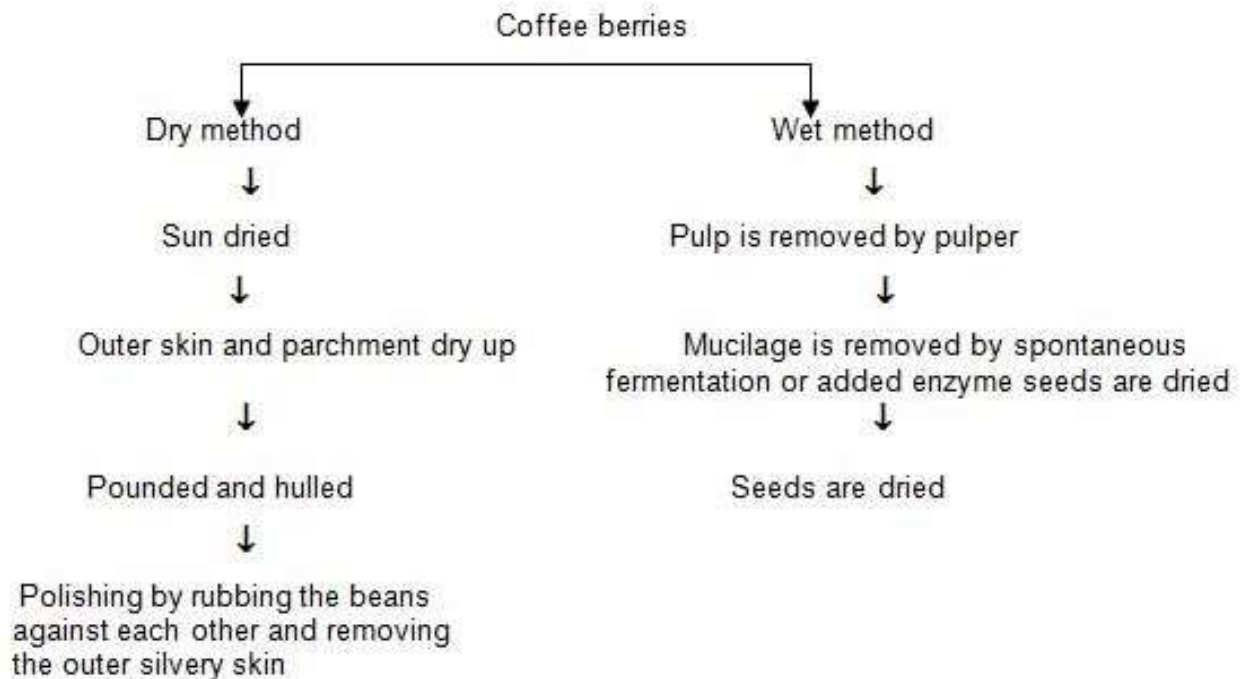 Coffee berries
Dry method
Wet method
Sun dried
Pulp is removed by pulper
Outer skin and parchment dry up
Mucilage is removed by spontaneous
fermentation or added enzyme seeds are dried
Pounded and hulled
Seeds are dried
Polishing by rubbing the beans
against each other and removing
the outer silvery skin